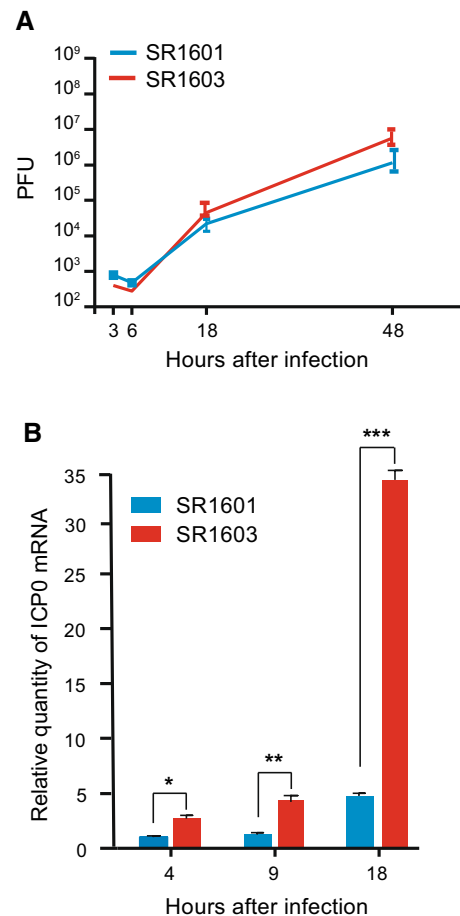 A
SR1601
SR1603
10⁹
10⁸
10⁷
10⁶
10⁵
10⁴
10³
10²
PFU
3 6 18 48
Hours after infection
B
***
SR1601
SR1603
35
30
25
20
15
10
5
0
Relative quantity of ICP0 mRNA
**
*
4 9 18
Hours after infection